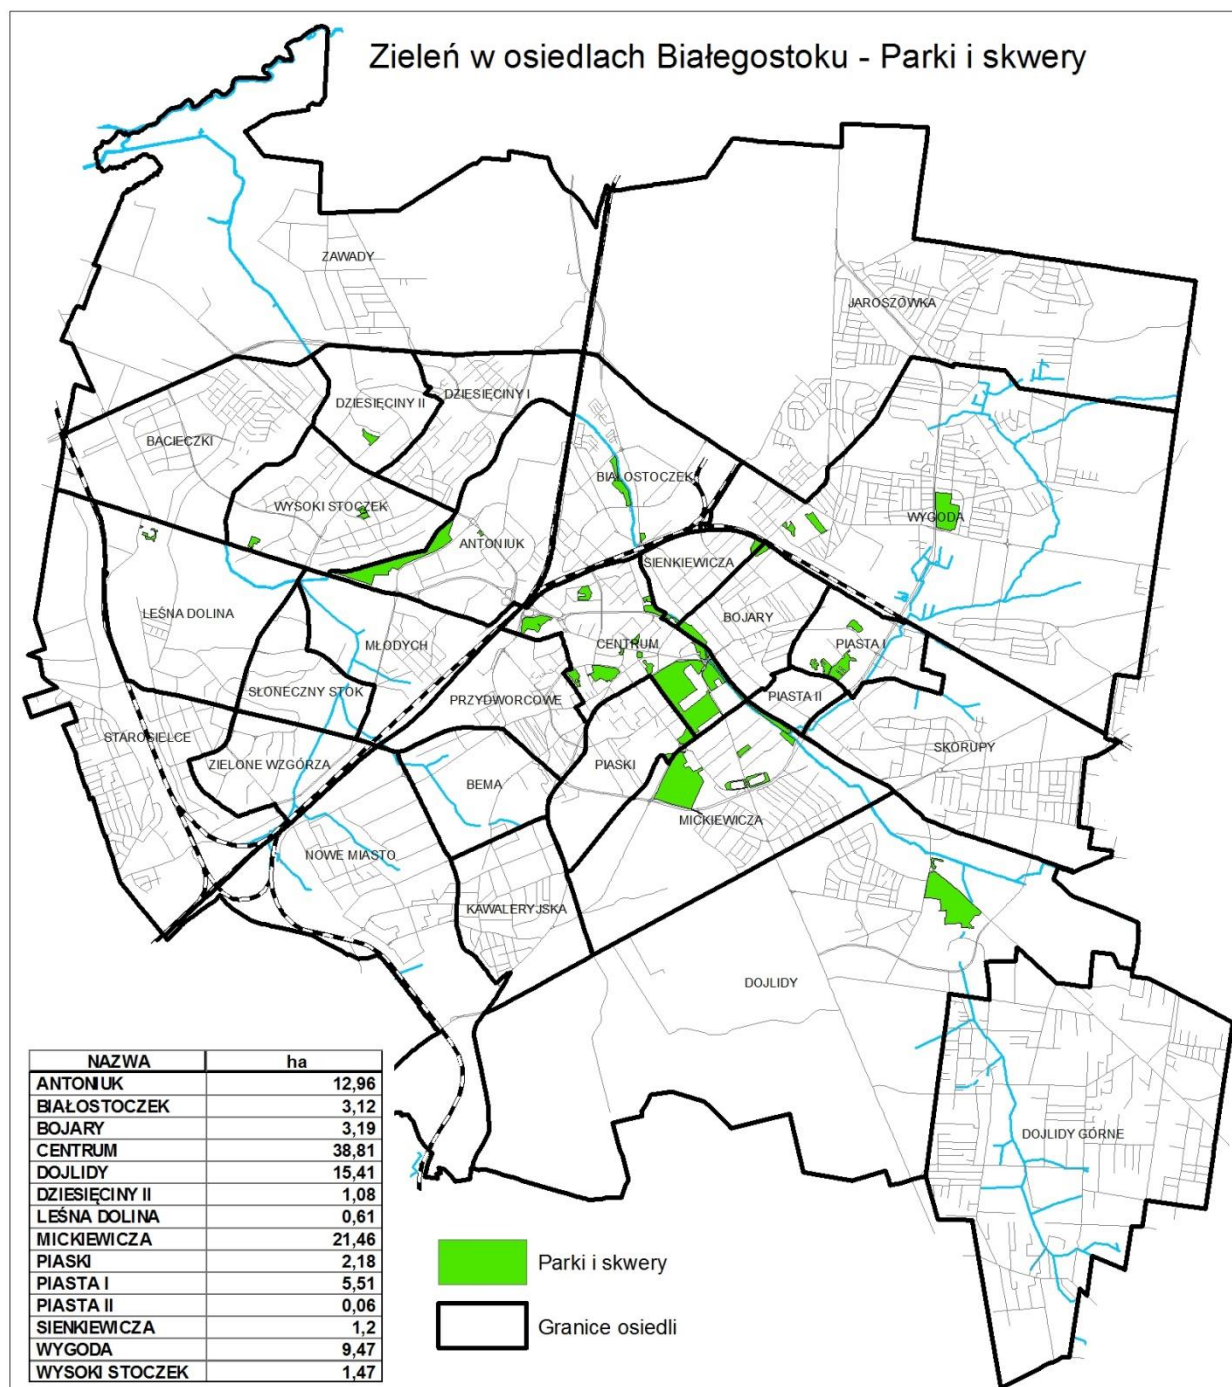 Zieleń w osiedlach Białegostoku - Parki i skwery
ZAWADY
JAROSZÓWKA
DZIESIĘCINY I
DZIESIĘCINY II
BACIECZKI
BIAŁOSTOCZEK
WYSOKI STOCZEK
WYGODA
ANTONIUK
SIENKIEWICZA
LEŚNA DOLINA
BOJARY
MŁODYCH
CENTRUM
PIASTA I
SŁONECZNY STOK
PRZYDWORCOWE
PIASTA II
STAROSIELCE
SKORUPY
ZIELONE WZGÓRZA
PIASKI
BEMA
MICKIEWICZA
NOWE MIASTO
KAWALERYJSKA
DOJLIDY
DOJLIDY GÓRNE
NAZWA ha
ANTONIUK 12,96
BIAŁOSTOCZEK 3,12
BOJARY 3,19
CENTRUM 38,81
DOJLIDY 15,41
DZIESIĘCINY II 1,08
LEŚNA DOLINA 0,61
MICKIEWICZA 21,46
PIASKI 2,18
PIASTA I 5,51
PIASTA II 0,06
SIENKIEWICZA 1,2
WYGODA 9,47
WYSOKI STOCZEK 1,47
Parki i skwery
Granice osiedli